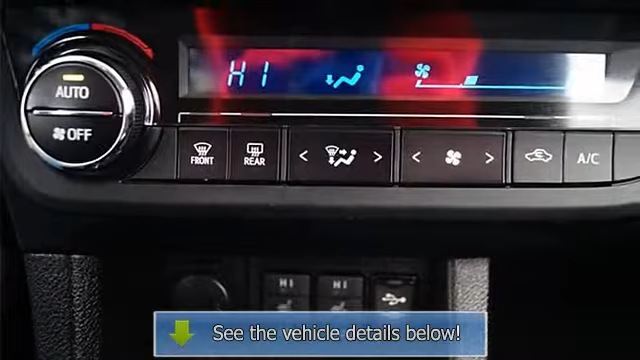 HI
AUTO
OFF
FRONT
REAR
< >
< >
A/C
HI
HI
See the vehicle details below!